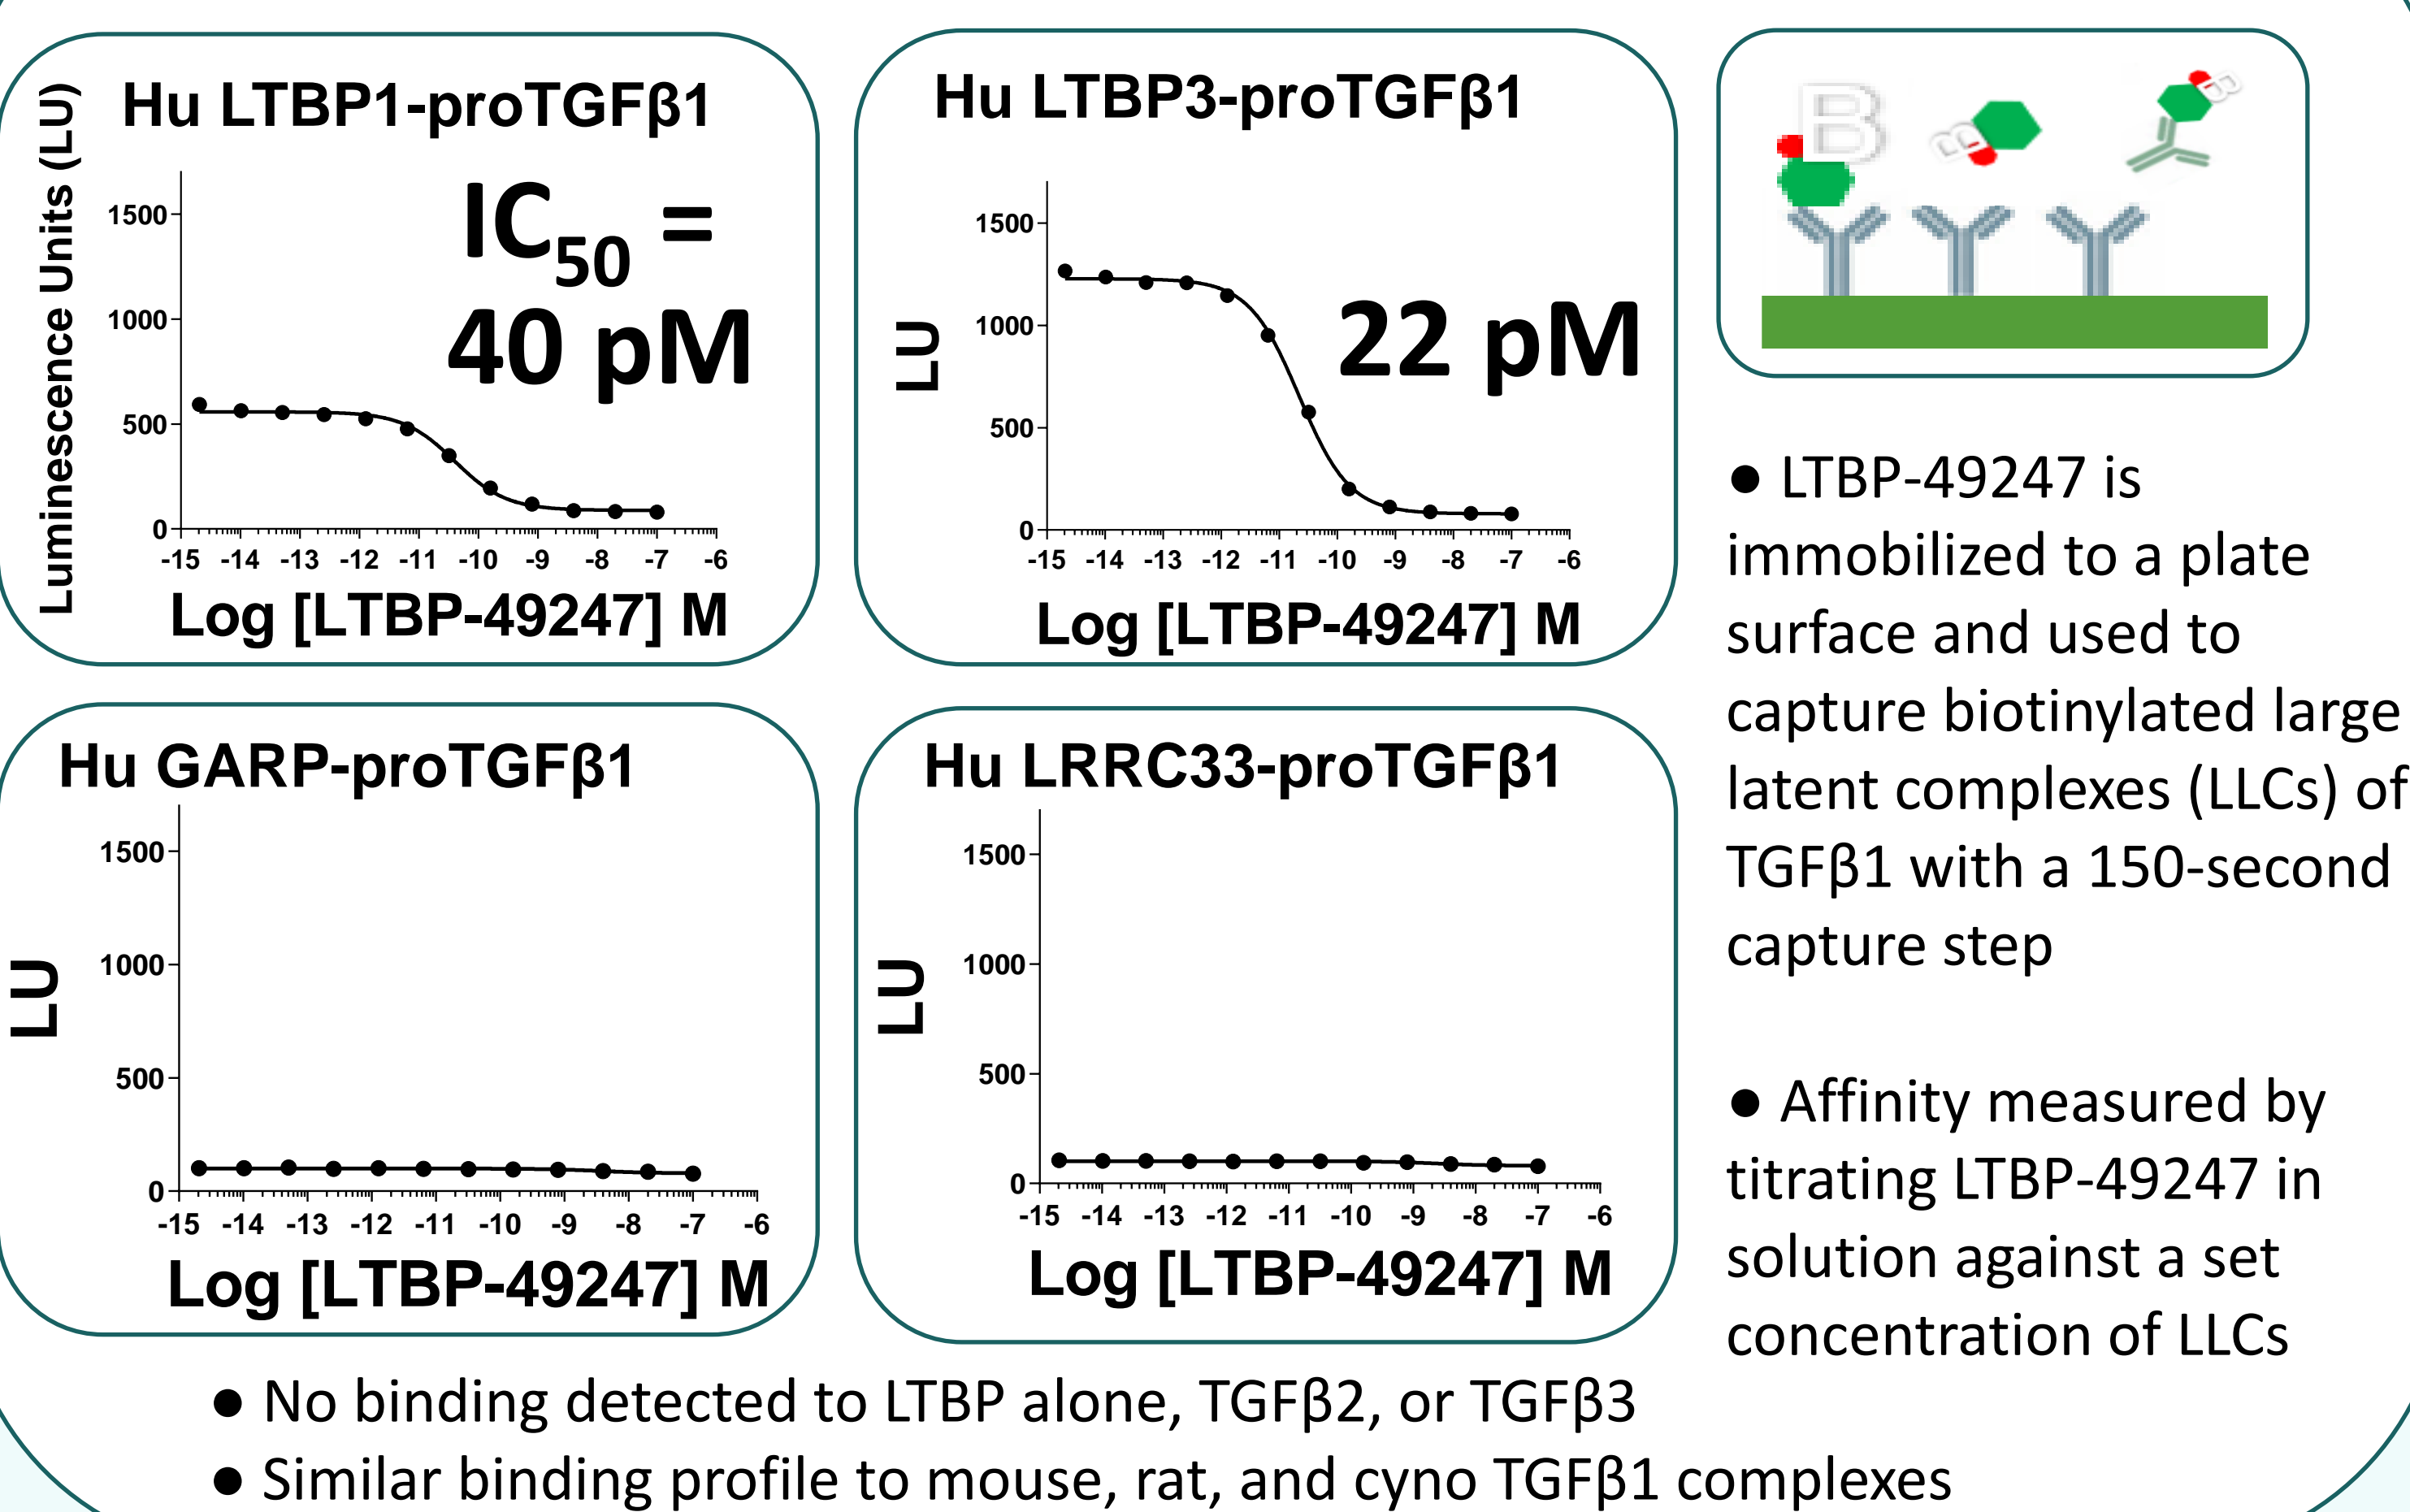 Hu LTBP1-proTGFβ1
Luminescence Units (LU)
1500
1000
500
0
IC50 =
40 pM
-15 -14 -13 -12 -11 -10 -9 -8 -7 -6
Log [LTBP-49247] M
Hu LTBP3-proTGFβ1
LU
1500
1000
500
0
22 pM
-15 -14 -13 -12 -11 -10 -9 -8 -7 -6
Log [LTBP-49247] M
B
B
B
Hu GARP-proTGFβ1
LU
1500
1000
500
0
-15 -14 -13 -12 -11 -10 -9 -8 -7 -6
Log [LTBP-49247] M
Hu LRRC33-proTGFβ1
LU
1500
1000
500
0
-15 -14 -13 -12 -11 -10 -9 -8 -7 -6
Log [LTBP-49247] M
● LTBP-49247 is
immobilized to a plate
surface and used to
capture biotinylated large
latent complexes (LLCs) of
TGFβ1 with a 150-second
capture step
● Affinity measured by
titrating LTBP-49247 in
solution against a set
concentration of LLCs
● No binding detected to LTBP alone, TGFβ2, or TGFβ3
● Similar binding profile to mouse, rat, and cyno TGFβ1 complexes